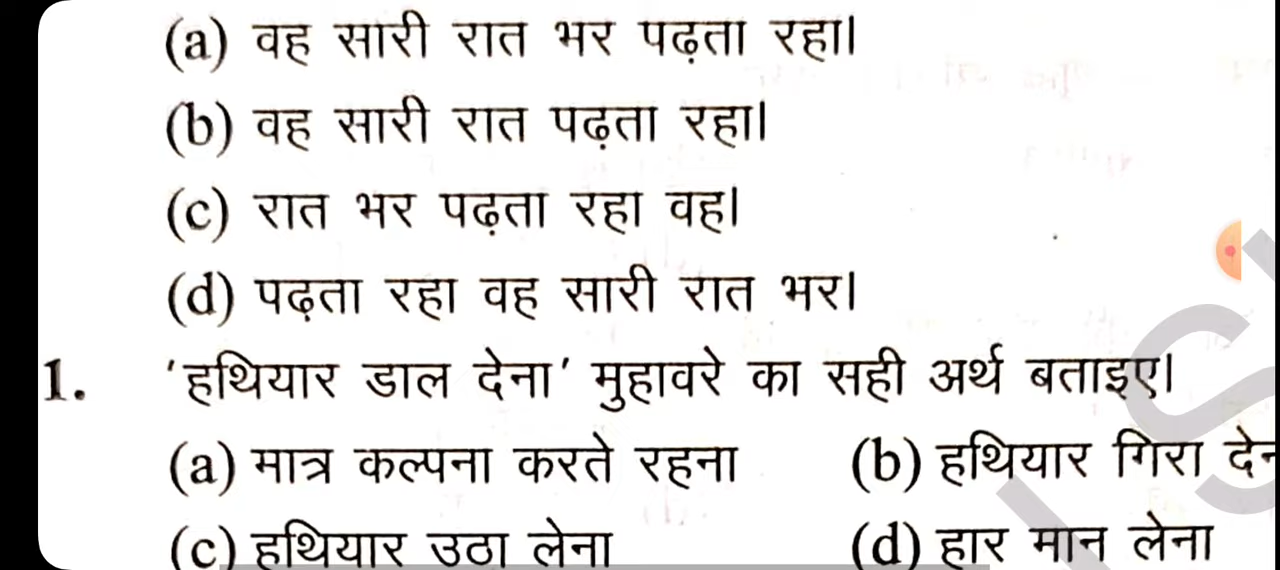 (a) वह सारी रात भर पढ़ता रहा।
(b) वह सारी रात पढ़ता रहा।
(c) रात भर पढ़ता रहा वह।
(d) पढ़ता रहा वह सारी रात भर।
1. 'हथियार डाल देना' मुहावरे का सही अर्थ बताइए।
(a) मात्र कल्पना करते रहना (b) हथियार गिरा
(c) हथियार उठा लेना (d) हार मान लेना